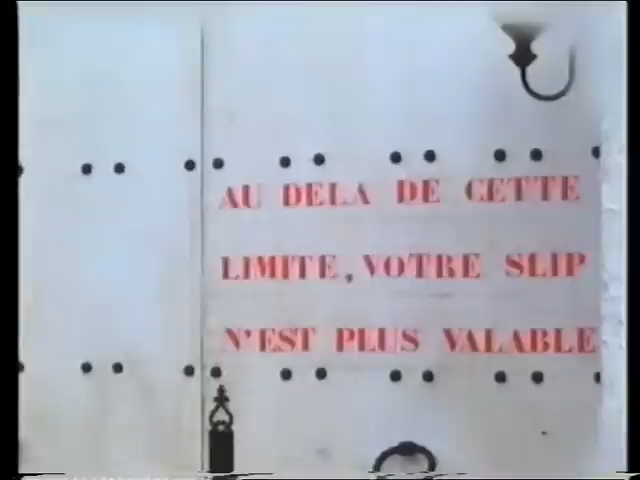 AU DELA DE CETTE
LIMITE, VOTRE SLIP
N'EST PLUS VALABLE